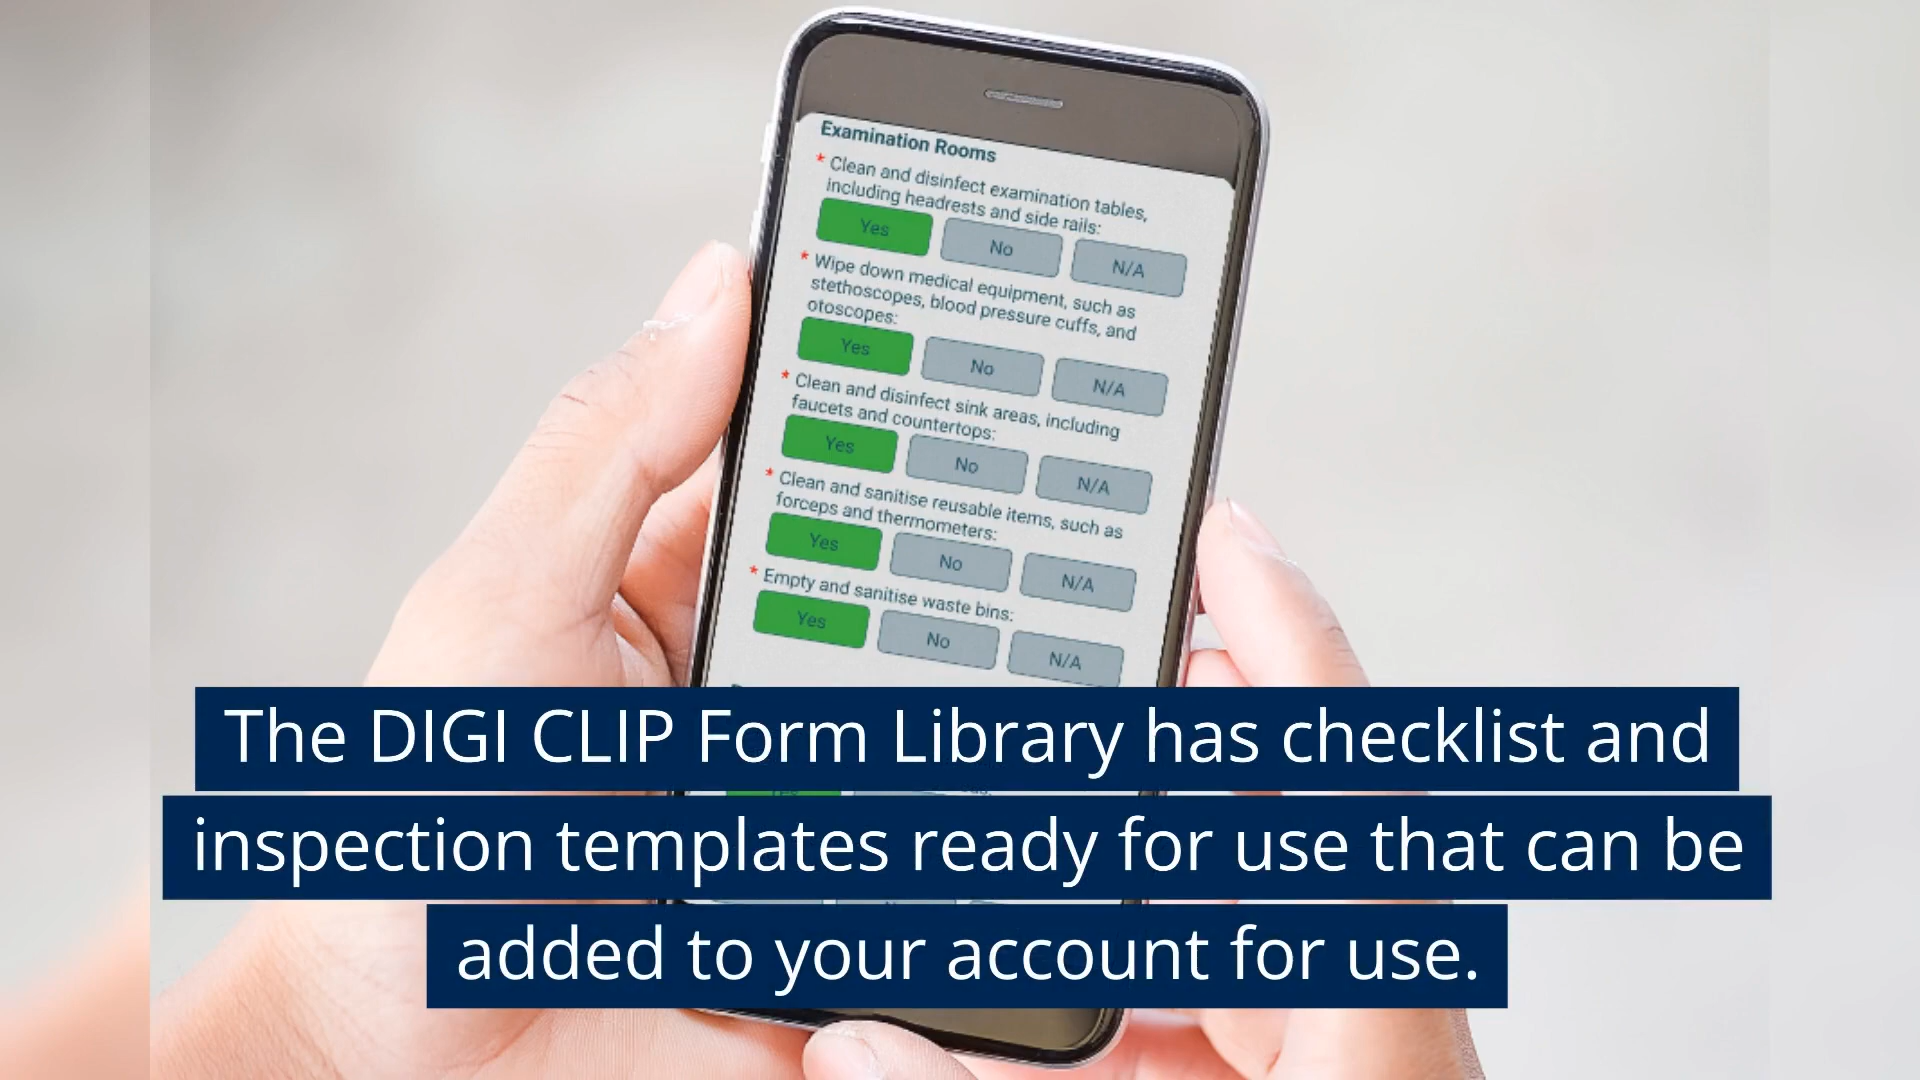 Examination Rooms
* Clean and disinfect examination tables,
including headrests and side rails:
Yes No N/A
* Wipe down medical equipment, such as
stethoscopes, blood pressure cuffs, and
otoscopes:
Yes No N/A
* Clean and disinfect sink areas, including
faucets and countertops:
Yes No N/A
* Clean and sanitise reusable items, such as
forceps and thermometers:
Yes No N/A
* Empty and sanitise waste bins:
Yes No N/A
The DIGI CLIP Form Library has checklist and
inspection templates ready for use that can be
added to your account for use.